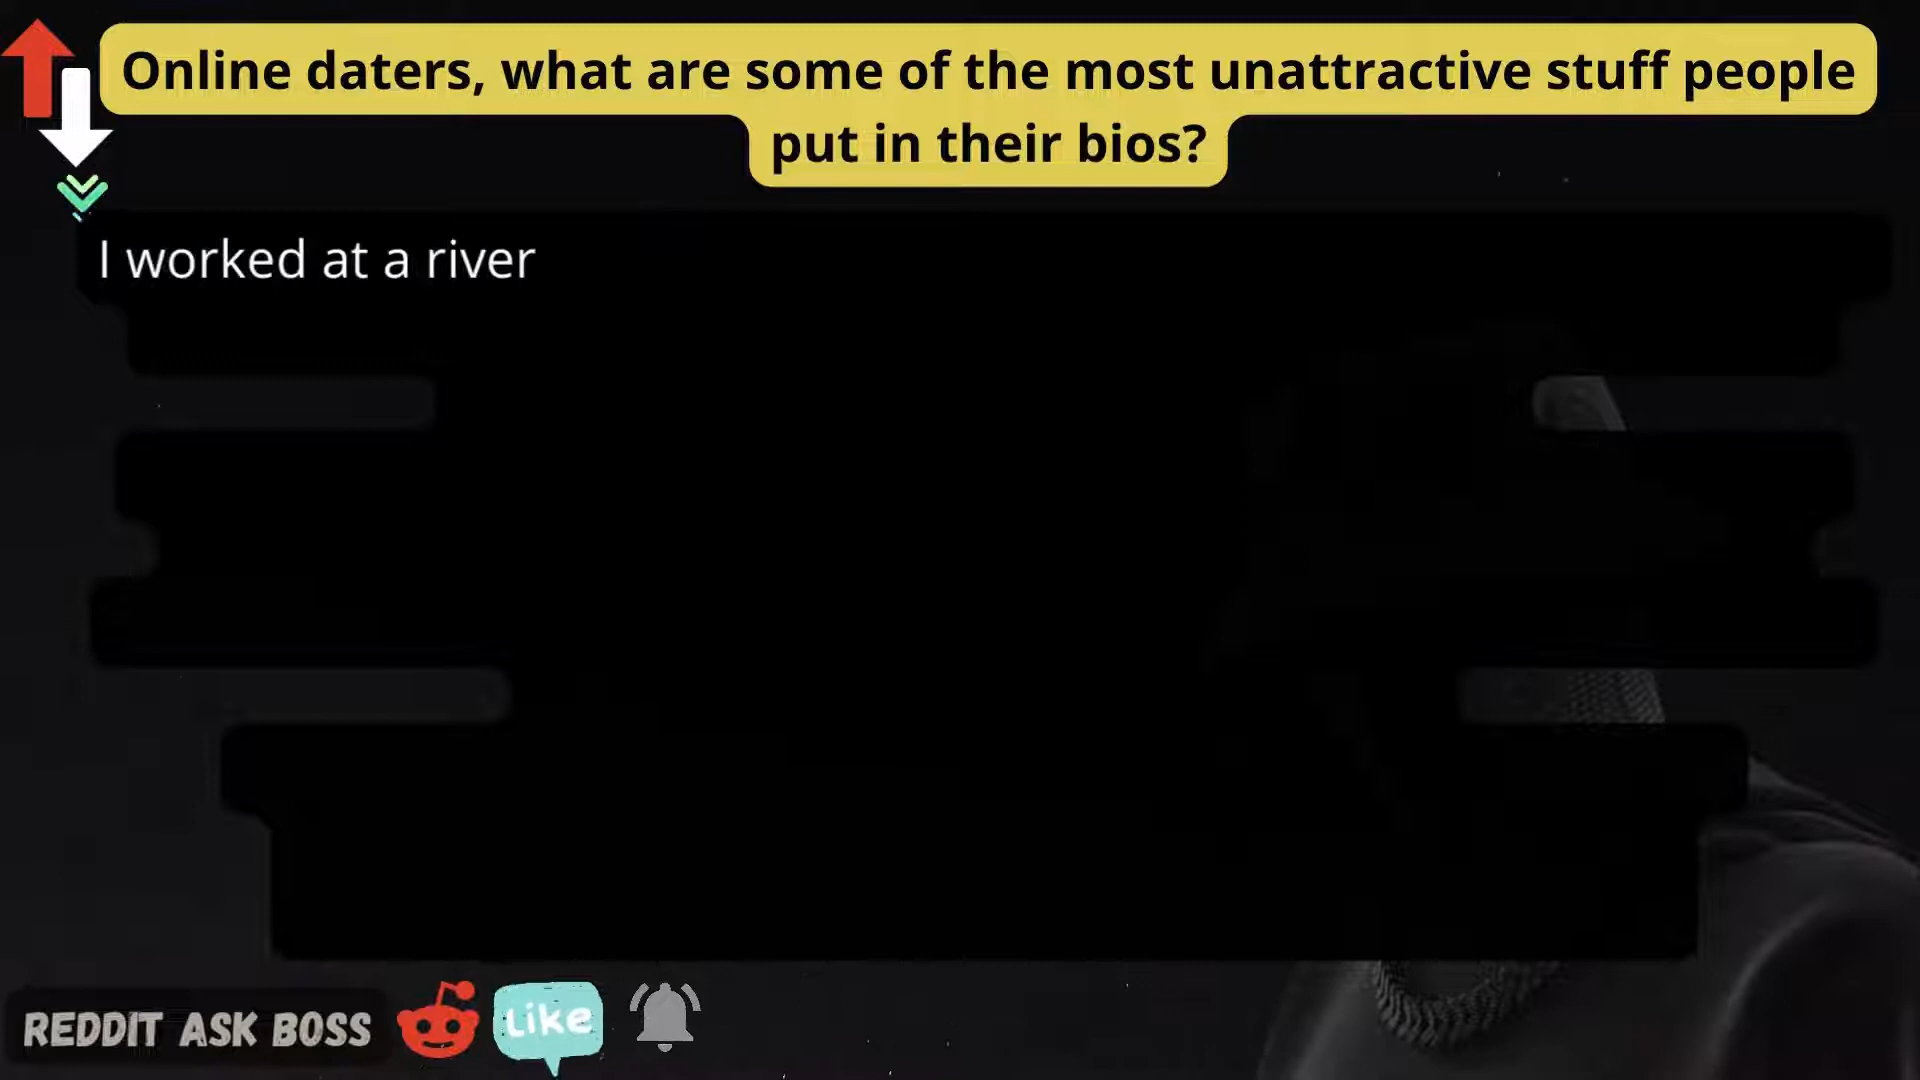 Online daters, what are some of the most unattractive stuff people
put in their bios?
I worked at a river
REDDIT ASK BOSS
Like